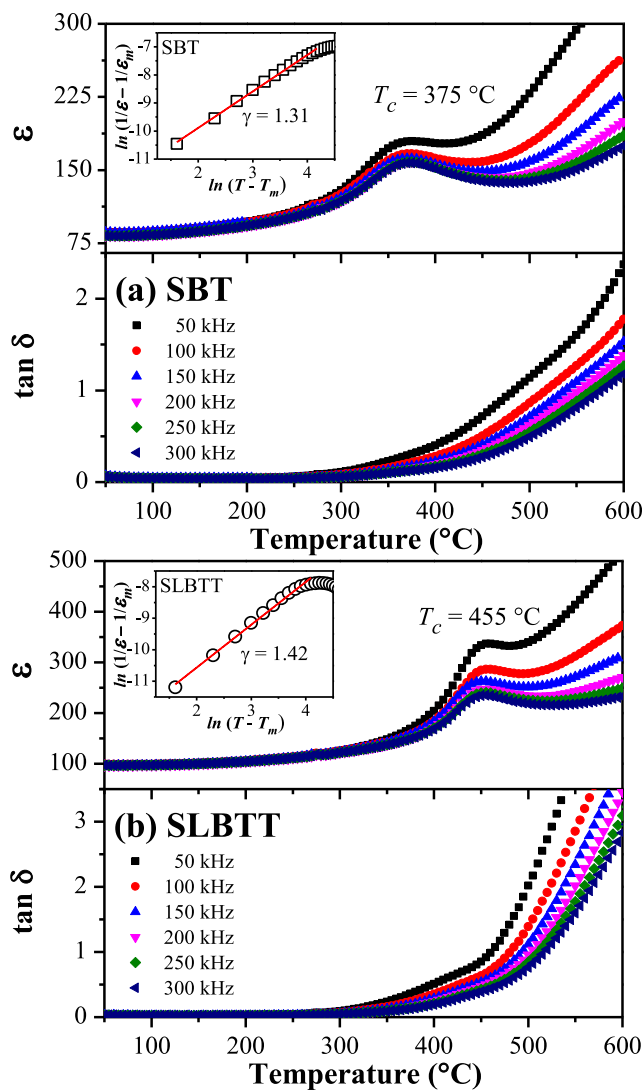 300
225
150
75
ε
SBT
-7
-8
-9
-10
-11
ln (1/ε − 1/εm)
γ = 1.31
2
3
4
ln (T - Tm)
Tc = 375 °C
(a) SBT
2
1
0
tan δ
50 kHz
100 kHz
150 kHz
200 kHz
250 kHz
300 kHz
100 200 300 400 500 600
Temperature (°C)
500
400
300
200
100
ε
SLBTT
-8
-9
-10
-11
ln (1/ε − 1/εm)
γ = 1.42
2
3
4
ln (T - Tm)
Tc = 455 °C
(b) SLBTT
3
2
1
0
tan δ
50 kHz
100 kHz
150 kHz
200 kHz
250 kHz
300 kHz
100 200 300 400 500 600
Temperature (°C)